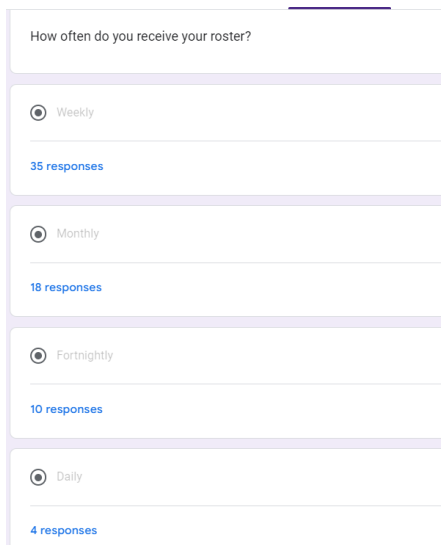 How often do you receive your roster?
Weekly
35 responses
Monthly
18 responses
Fortnightly
10 responses
Daily
4 responses